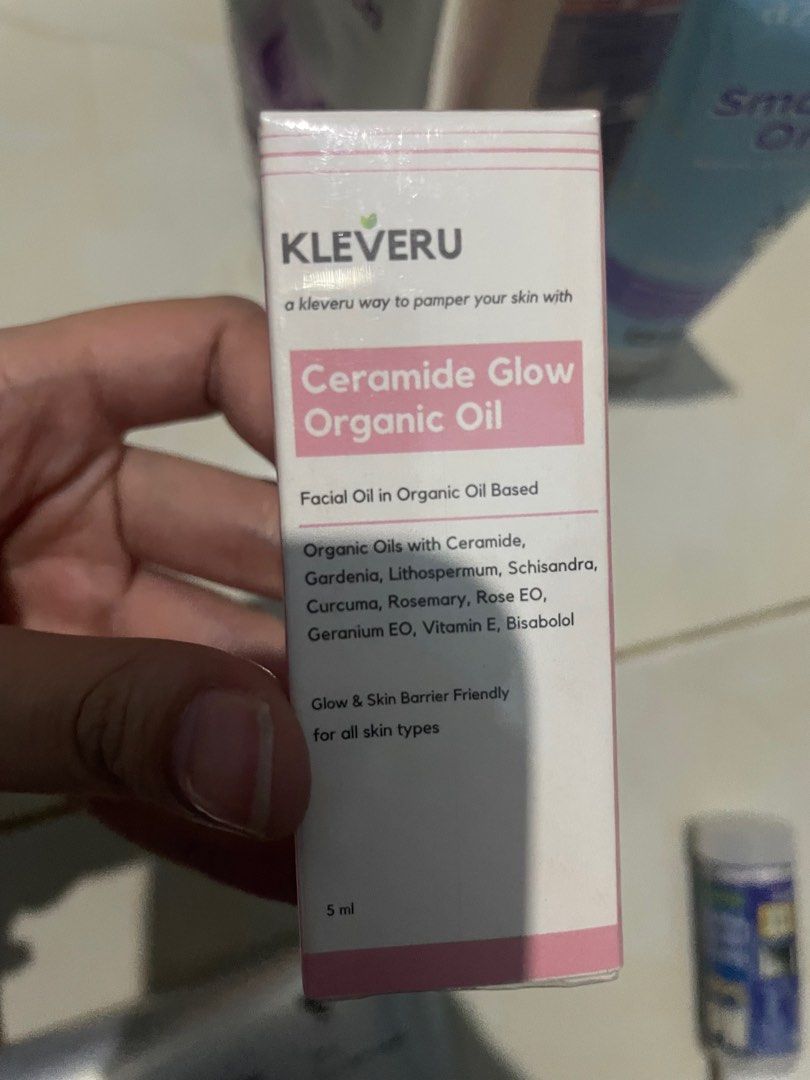 KLEVERU
a kleveru way to pamper your skin with
Ceramide Glow
Organic Oil
Facial Oil in Organic Oil Based
Organic Oils with Ceramide,
Gardenia, Lithospermum, Schisandra,
Curcuma, Rosemary, Rose EO,
Geranium EO, Vitamin E, Bisabolol
Glow & Skin Barrier Friendly
for all skin types
5 ml